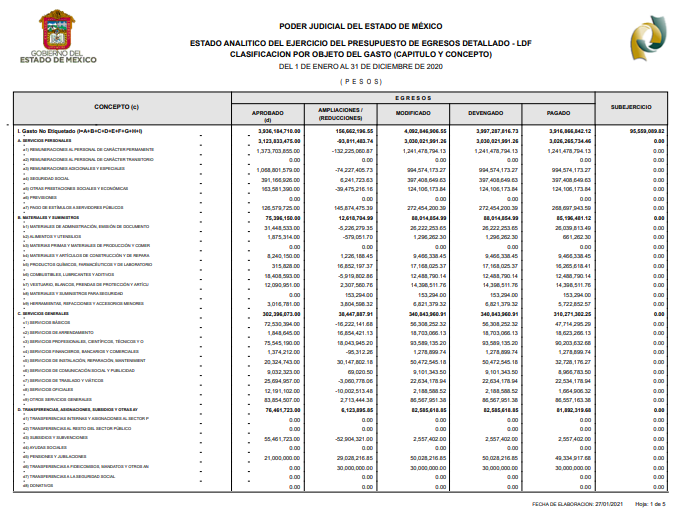 PODER JUDICIAL DEL ESTADO DE MÉXICO
GOBIERNO DEL
ESTADO DE MÉXICO
ESTADO ANALITICO DEL EJERCICIO DEL PRESUPUESTO DE EGRESOS DETALLADO - LDF
CLASIFICACION POR OBJETO DEL GASTO (CAPITULO Y CONCEPTO)
DEL 1 DE ENERO AL 31 DE DICIEMBRE DE 2020
( P E S O S )
CONCEPTO (c) E G R E S O S SUBEJERCICIO
APROBADO (d) AMPLIACIONES / (REDUCCIONES) MODIFICADO DEVENGADO PAGADO
I. Gasto No Etiquetado (I=A+B+C+D+E+F+G+H+I) 3,936,184,710.00 156,662,196.55 4,092,846,906.55 3,997,287,816.73 3,916,866,842.12 95,559,089.82
A. SERVICIOS PERSONALES 3,123,833,475.00 -93,811,483.74 3,030,021,991.26 3,030,021,991.26 3,026,265,734.46 0.00
a1) REMUNERACIONES AL PERSONAL DE CARÁCTER PERMANENTE 1,373,703,855.00 -132,225,060.87 1,241,478,794.13 1,241,478,794.13 1,241,478,794.13 0.00
a2) REMUNERACIONES AL PERSONAL DE CARÁCTER TRANSITORIO 0.00 0.00 0.00 0.00 0.00 0.00
a3) REMUNERACIONES ADICIONALES Y ESPECIALES 1,068,801,579.00 -74,227,405.73 994,574,173.27 994,574,173.27 994,574,173.27 0.00
a4) SEGURIDAD SOCIAL 391,166,926.00 6,241,723.63 397,408,649.63 397,408,649.63 397,408,649.63 0.00
a5) OTRAS PRESTACIONES SOCIALES Y ECONÓMICAS 163,581,390.00 -39,475,216.16 124,106,173.84 124,106,173.84 124,106,173.84 0.00
a6) PREVISIONES 0.00 0.00 0.00 0.00 0.00 0.00
a7) PAGO DE ESTÍMULOS A SERVIDORES PÚBLICOS 126,579,725.00 145,874,475.39 272,454,200.39 272,454,200.39 268,697,943.59 0.00
B. MATERIALES Y SUMINISTROS 75,396,150.00 12,618,704.99 88,014,854.99 88,014,854.99 85,196,481.12 0.00
b1) MATERIALES DE ADMINISTRACIÓN, EMISIÓN DE DOCUMENTO 31,448,533.00 -5,226,279.35 26,222,253.65 26,222,253.65 26,039,813.49 0.00
b2) ALIMENTOS Y UTENSILIOS 1,875,314.00 -579,051.70 1,296,262.30 1,296,262.30 661,262.30 0.00
b3) MATERIAS PRIMAS Y MATERIALES DE PRODUCCIÓN Y COMER 0.00 0.00 0.00 0.00 0.00 0.00
b4) MATERIALES Y ARTÍCULOS DE CONSTRUCCIÓN Y DE REPARA 8,240,150.00 1,226,188.45 9,466,338.45 9,466,338.45 9,466,338.45 0.00
b5) PRODUCTOS QUÍMICOS, FARMACÉUTICOS Y DE LABORATORIO 315,828.00 16,852,197.37 17,168,025.37 17,168,025.37 16,265,618.41 0.00
b6) COMBUSTIBLES, LUBRICANTES Y ADITIVOS 18,408,593.00 -5,919,802.86 12,488,790.14 12,488,790.14 12,488,790.14 0.00
b7) VESTUARIO, BLANCOS, PRENDAS DE PROTECCIÓN Y ARTÍCU 12,090,951.00 2,307,560.76 14,398,511.76 14,398,511.76 14,398,511.76 0.00
b8) MATERIALES Y SUMINISTROS PARA SEGURIDAD 0.00 153,294.00 153,294.00 153,294.00 153,294.00 0.00
b9) HERRAMIENTAS, REFACCIONES Y ACCESORIOS MENORES 3,016,781.00 3,804,598.32 6,821,379.32 6,821,379.32 5,722,852.57 0.00
C. SERVICIOS GENERALES 302,396,073.00 38,447,887.91 340,843,960.91 340,843,960.91 310,271,302.25 0.00
c1) SERVICIOS BÁSICOS 72,530,394.00 -16,222,141.68 56,308,252.32 56,308,252.32 47,714,295.29 0.00
c2) SERVICIOS DE ARRENDAMIENTO 1,848,645.00 16,854,421.13 18,703,066.13 18,703,066.13 18,623,266.13 0.00
c3) SERVICIOS PROFESIONALES, CIENTÍFICOS, TÉCNICOS Y O 75,545,190.00 18,043,945.20 93,589,135.20 93,589,135.20 90,203,632.68 0.00
c4) SERVICIOS FINANCIEROS, BANCARIOS Y COMERCIALES 1,374,212.00 -95,312.26 1,278,899.74 1,278,899.74 1,278,899.74 0.00
c5) SERVICIOS DE INSTALACIÓN, REPARACIÓN, MANTENIMIENT 20,324,743.00 30,147,802.18 50,472,545.18 50,472,545.18 32,728,176.27 0.00
c6) SERVICIOS DE COMUNICACIÓN SOCIAL Y PUBLICIDAD 9,032,323.00 69,020.50 9,101,343.50 9,101,343.50 8,966,783.50 0.00
c7) SERVICIOS DE TRASLADO Y VIÁTICOS 25,694,957.00 -3,060,778.06 22,634,178.94 22,634,178.94 22,534,178.94 0.00
c8) SERVICIOS OFICIALES 12,191,102.00 -10,002,513.48 2,188,588.52 2,188,588.52 1,664,906.32 0.00
c9) OTROS SERVICIOS GENERALES 83,854,507.00 2,713,444.38 86,567,951.38 86,567,951.38 86,557,163.38 0.00
D. TRANSFERENCIAS, ASIGNACIONES, SUBSIDIOS Y OTRAS AY 76,461,723.00 6,123,895.85 82,585,618.85 82,585,618.85 81,892,319.68 0.00
d1) TRANSFERENCIAS INTERNAS Y ASIGNACIONES AL SECTOR P 0.00 0.00 0.00 0.00 0.00 0.00
d2) TRANSFERENCIAS AL RESTO DEL SECTOR PÚBLICO 0.00 0.00 0.00 0.00 0.00 0.00
d3) SUBSIDIOS Y SUBVENCIONES 55,461,723.00 -52,904,321.00 2,557,402.00 2,557,402.00 2,557,402.00 0.00
d4) AYUDAS SOCIALES 0.00 0.00 0.00 0.00 0.00 0.00
d5) PENSIONES Y JUBILACIONES 21,000,000.00 29,028,216.85 50,028,216.85 50,028,216.85 49,334,917.68 0.00
d6) TRANSFERENCIAS A FIDEICOMISOS, MANDATOS Y OTROS AN 0.00 30,000,000.00 30,000,000.00 30,000,000.00 30,000,000.00 0.00
d7) TRANSFERENCIAS A LA SEGURIDAD SOCIAL 0.00 0.00 0.00 0.00 0.00 0.00
d8) DONATIVOS 0.00 0.00 0.00 0.00 0.00 0.00
FECHA DE ELABORACION: 27/01/2021 Hoja: 1 de 5